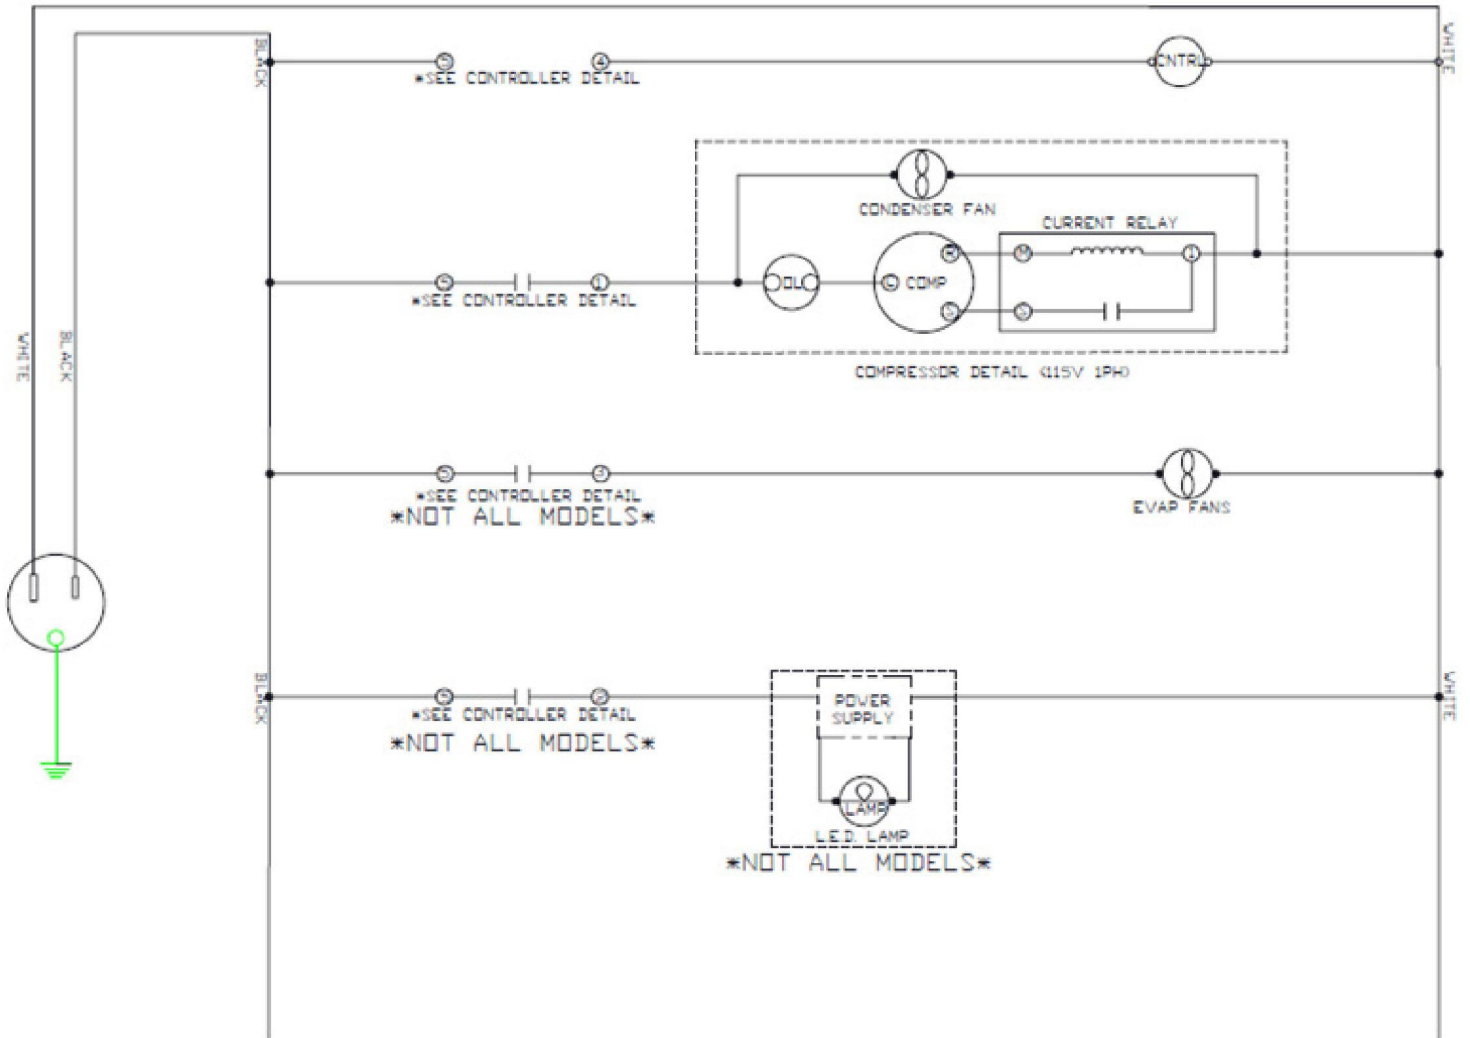 BLACK
WHITE
CNTRL
*SEE CONTROLLER DETAIL
CONDENSER FAN
CURRENT RELAY
OL
C COMP
R
M
1
*SEE CONTROLLER DETAIL
COMPRESSOR DETAIL (115V 1PH)
WHITE
BLACK
*SEE CONTROLLER DETAIL
*NOT ALL MODELS*
EVAP FANS
BLACK
WHITE
*SEE CONTROLLER DETAIL
*NOT ALL MODELS*
POWER
SUPPLY
LAMP
L.E.D. LAMP
*NOT ALL MODELS*